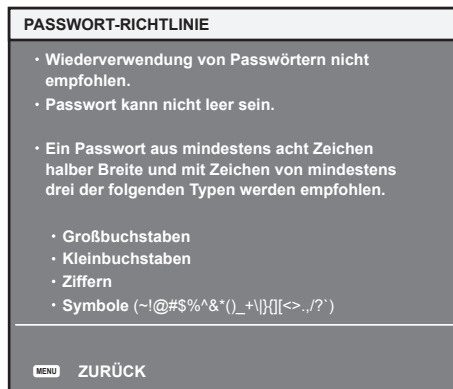 PASSWORT-RICHTLINIE
· Wiederverwendung von Passwörtern nicht
empfohlen.
· Passwort kann nicht leer sein.
· Ein Passwort aus mindestens acht Zeichen
halber Breite und mit Zeichen von mindestens
drei der folgenden Typen werden empfohlen.
· Großbuchstaben
· Kleinbuchstaben
· Ziffern
· Symbole (~!@#$%^&*()_+\|}{][<>.,/?`)
MENU ZURÜCK